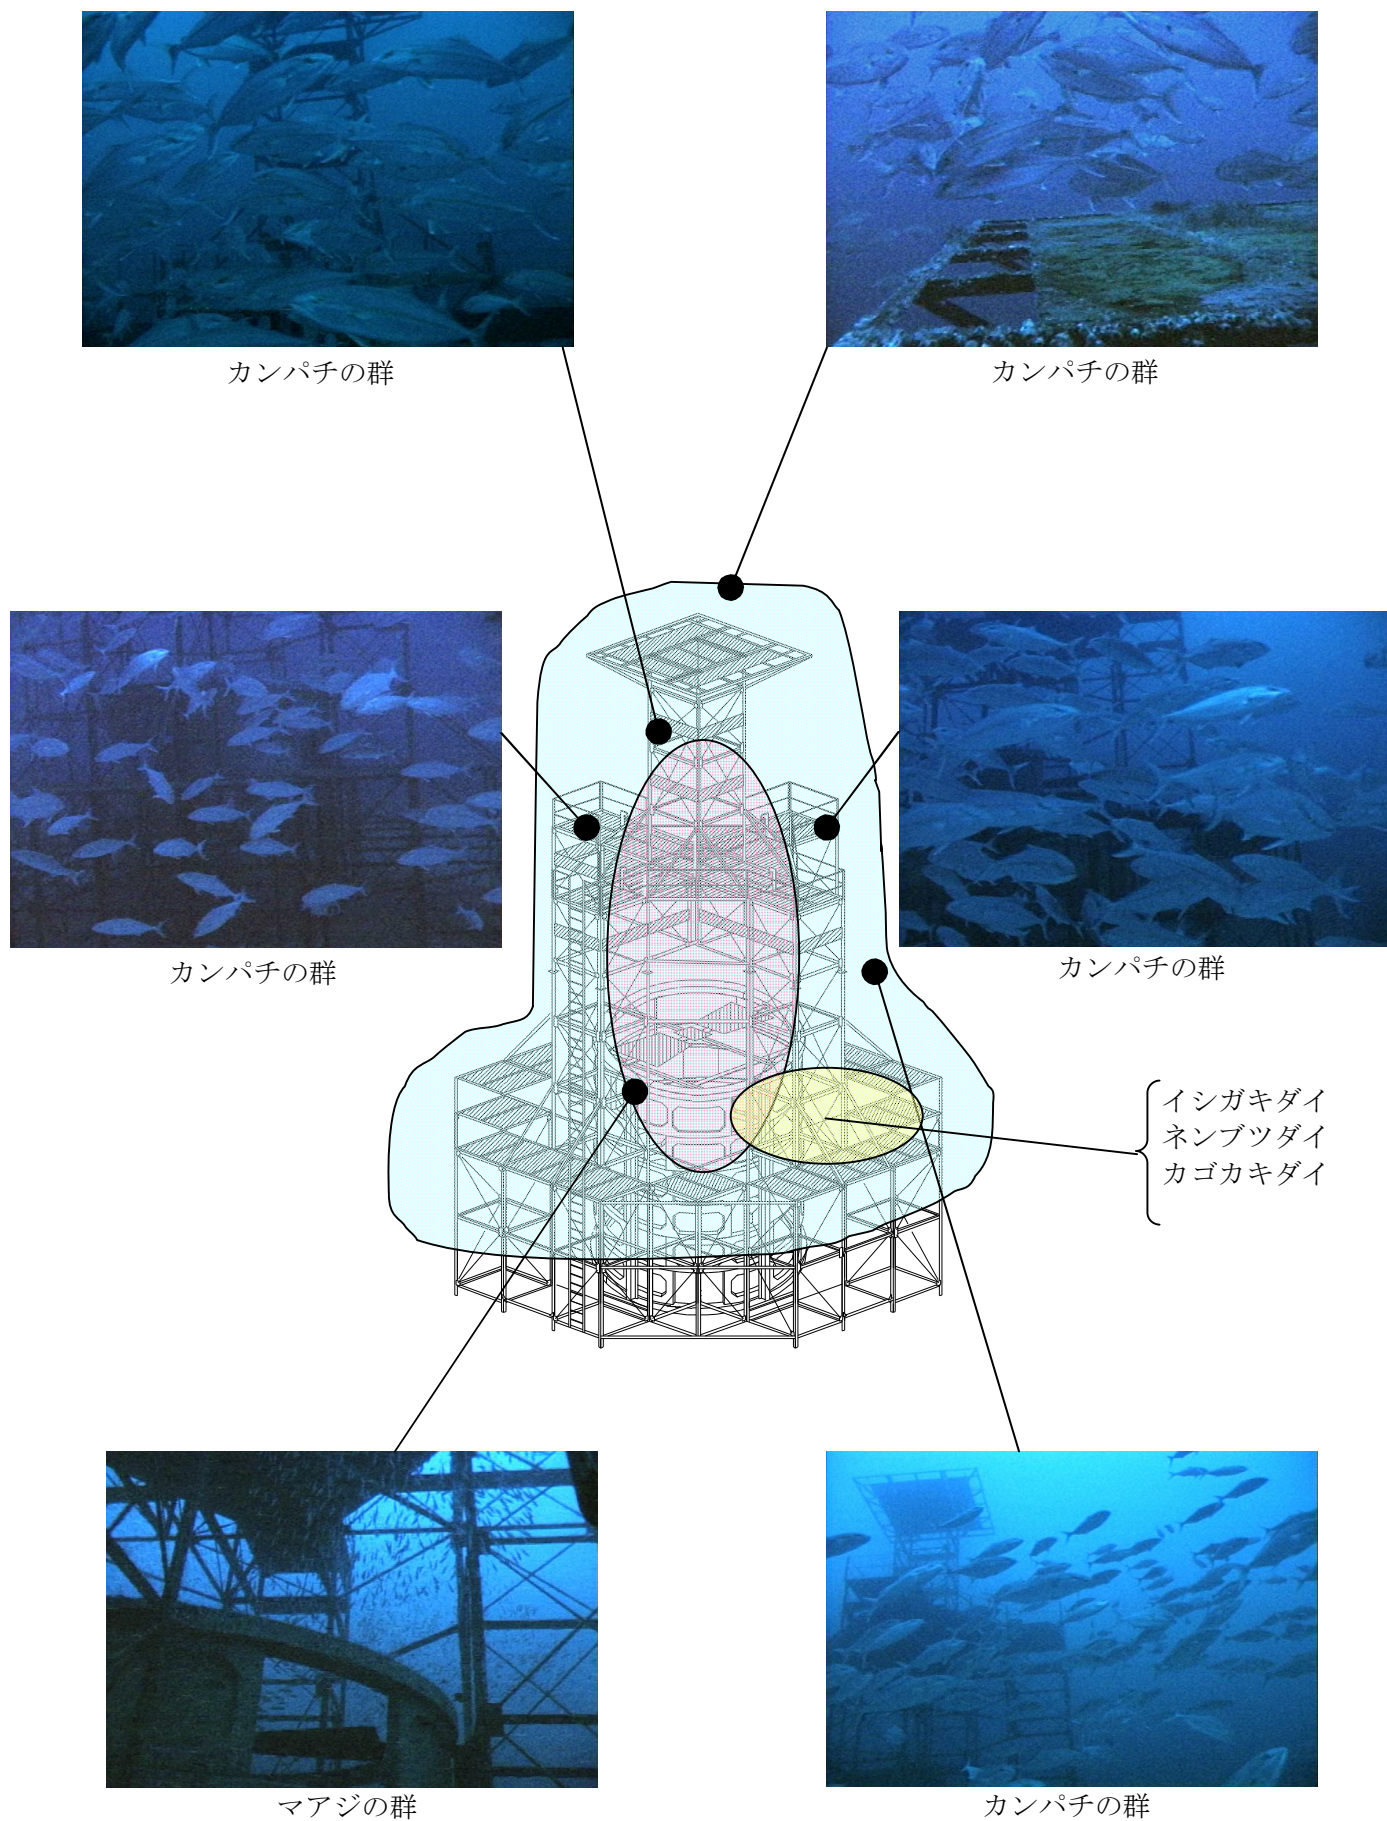 カンパチの群
カンパチの群
カンパチの群
カンパチの群
イシガキダイ
ネンブツダイ
カゴカキダイ
マアジの群
カンパチの群